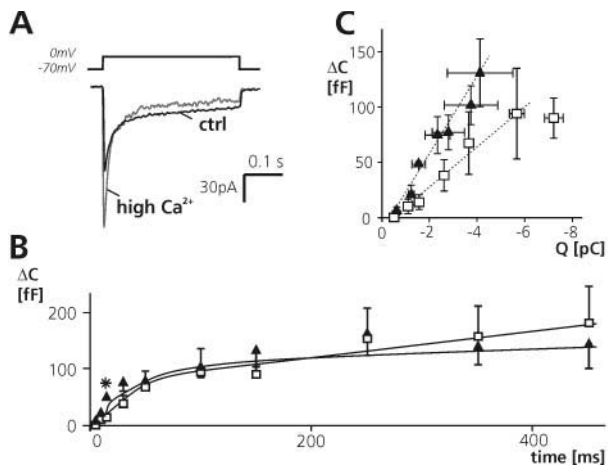 A
0mV
-70mV
ctrl
high Ca²⁺
0.1 s
30pA
C
ΔC
[fF]
150
100
50
0
0
-2
-4
-6
-8
Q [pC]
B
ΔC
[fF]
200
100
0
*
0
200
400
time [ms]